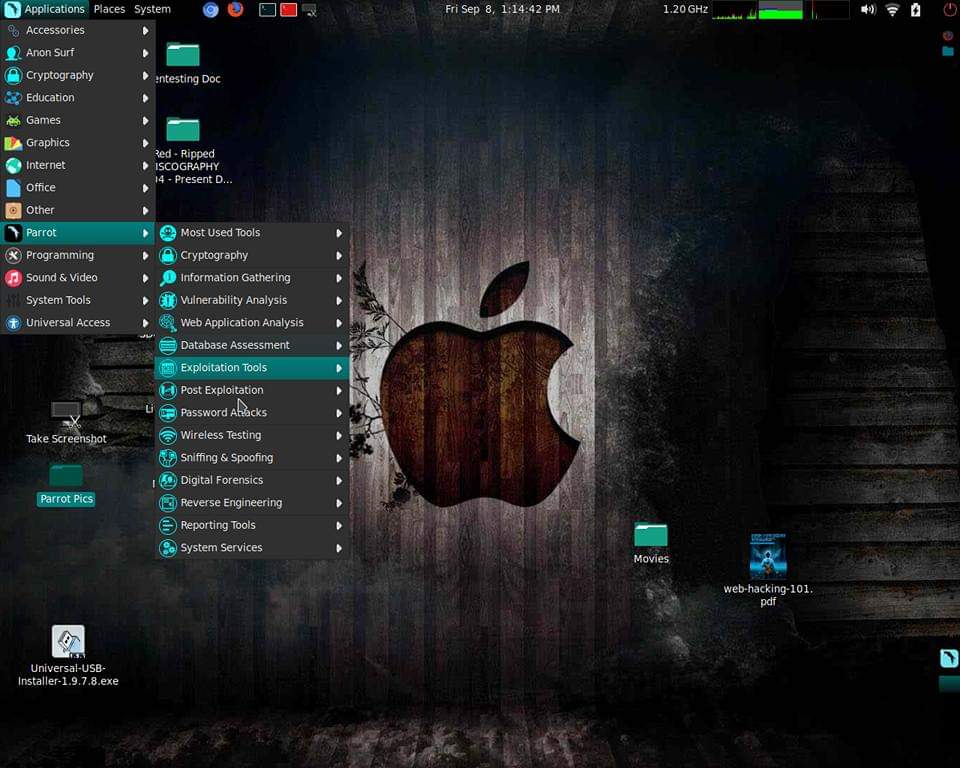 Applications Places System
Fri Sep 8, 1:14:42 PM
1.20 GHz
Accessories
Anon Surf
Cryptography
Education
Games
Graphics
Internet
Office
Other
Parrot
Programming
Sound & Video
System Tools
Universal Access
Most Used Tools
Cryptography
Information Gathering
Vulnerability Analysis
Web Application Analysis
Database Assessment
Exploitation Tools
Post Exploitation
Password Attacks
Wireless Testing
Sniffing & Spoofing
Digital Forensics
Reverse Engineering
Reporting Tools
System Services
entesting Doc
Red - Ripped
ISCOGRAPHY
04 - Present D...
Li
Take Screenshot
Parrot Pics
Universal-USB-
Installer-1.9.7.8.exe
Movies
web-hacking-101.
pdf